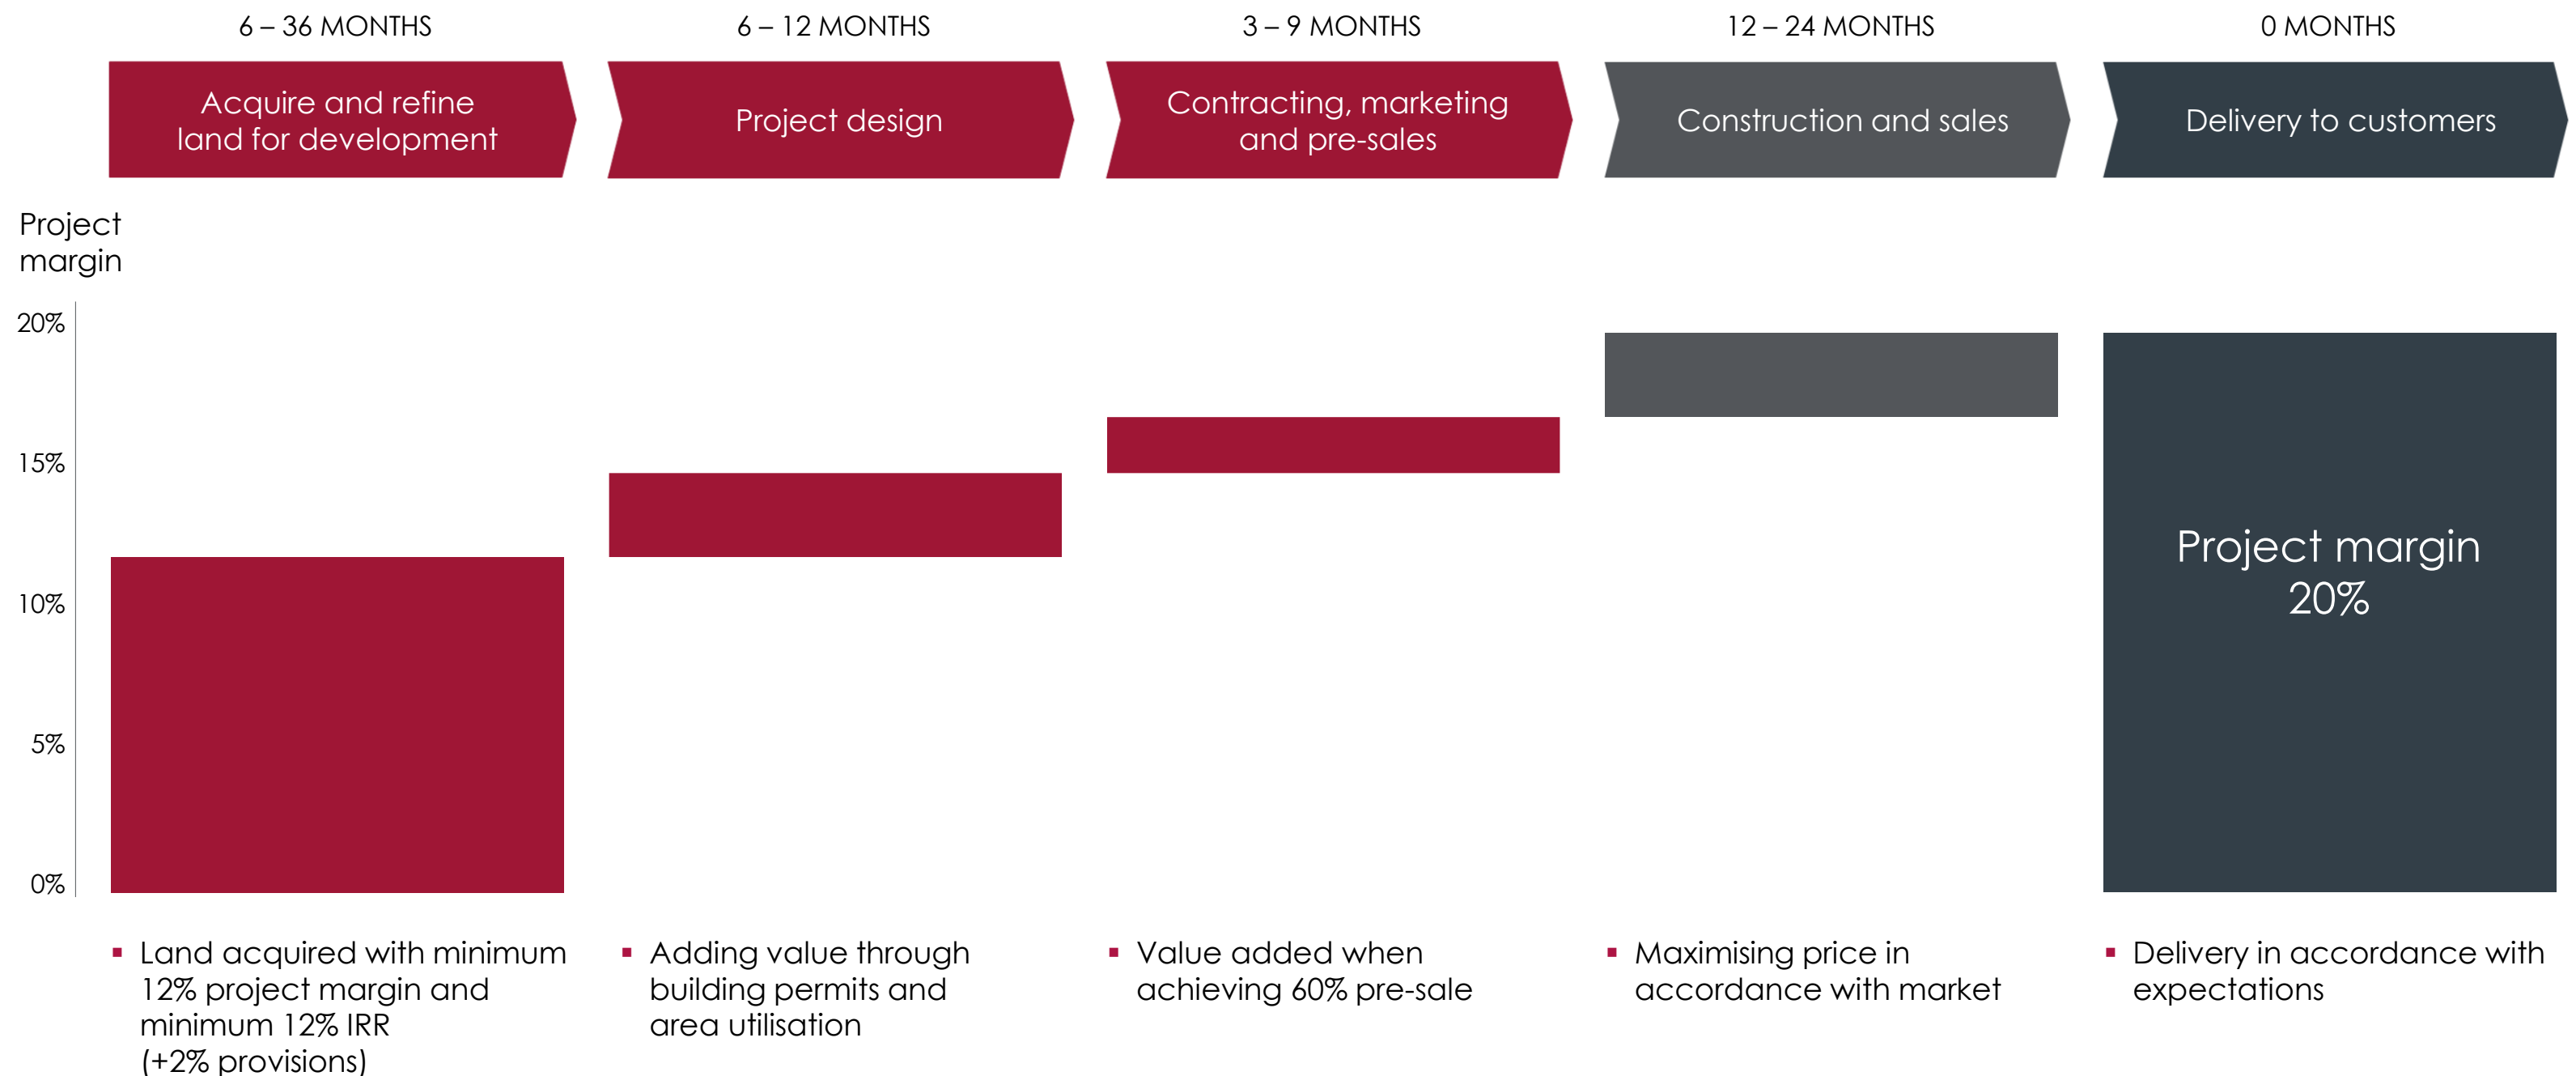 6 – 36 MONTHS
6 – 12 MONTHS
3 – 9 MONTHS
12 – 24 MONTHS
0 MONTHS
Acquire and refine
land for development
Project design
Contracting, marketing
and pre-sales
Construction and sales
Delivery to customers
Project
margin
20%
15%
10%
5%
0%
Project margin
20%
▪ Land acquired with minimum
12% project margin and
minimum 12% IRR
(+2% provisions)
▪ Adding value through
building permits and
area utilisation
▪ Value added when
achieving 60% pre-sale
▪ Maximising price in
accordance with market
▪ Delivery in accordance with
expectations